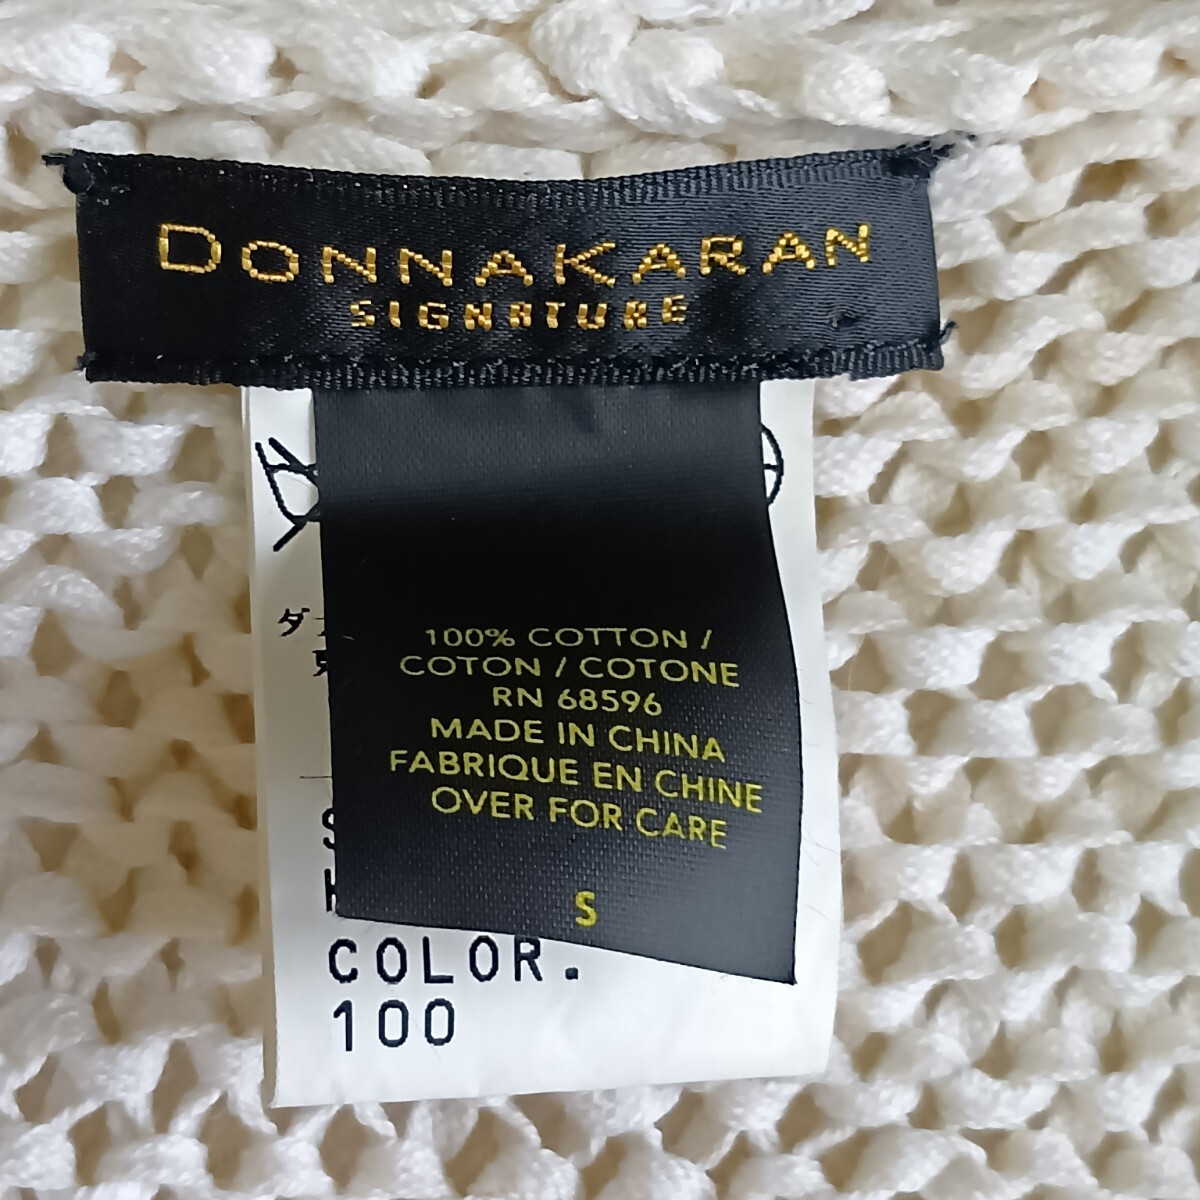 DONNAKARAN
SIGNATURE
100% COTTON /
COTON / COTONE
RN 68596
MADE IN CHINA
FABRIQUE EN CHINE
OVER FOR CARE
S
ダ
COLOR.
100